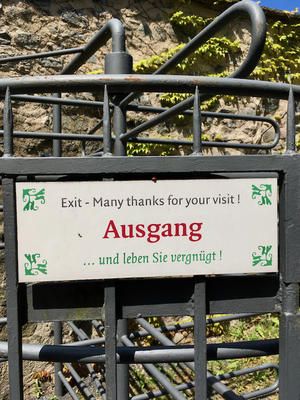 Exit - Many thanks for your visit !
Ausgang
... und leben Sie vergnügt !